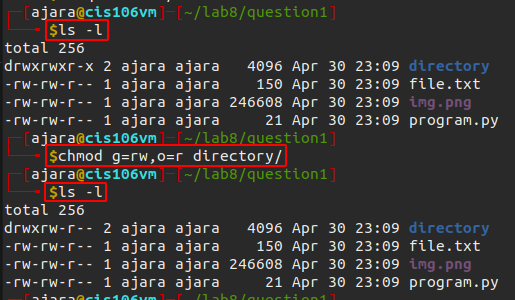 [ajara@cis106vm]-[~/lab8/question1]
$ls -l
total 256
drwxrwxr-x 2 ajara ajara   4096 Apr 30 23:09 directory
-rw-rw-r-- 1 ajara ajara    150 Apr 30 23:09 file.txt
-rw-rw-r-- 1 ajara ajara 246608 Apr 30 23:09 img.png
-rw-rw-r-- 1 ajara ajara     21 Apr 30 23:09 program.py
[ajara@cis106vm]-[~/lab8/question1]
$chmod g=rw,o=r directory/
[ajara@cis106vm]-[~/lab8/question1]
$ls -l
total 256
drwxrw-r-- 2 ajara ajara   4096 Apr 30 23:09 directory
-rw-rw-r-- 1 ajara ajara    150 Apr 30 23:09 file.txt
-rw-rw-r-- 1 ajara ajara 246608 Apr 30 23:09 img.png
-rw-rw-r-- 1 ajara ajara     21 Apr 30 23:09 program.py